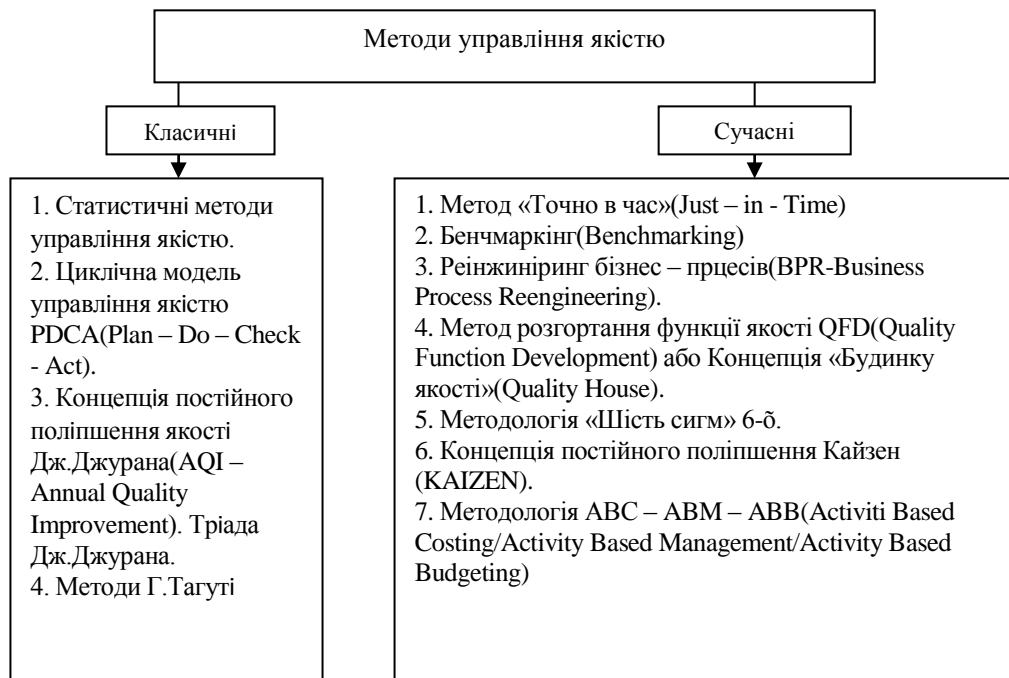 Методи управління якістю
Класичні
Сучасні
1. Статистичні методи
управління якістю.
2. Циклічна модель
управління якістю
PDCA(Plan – Do – Check
- Act).
3. Концепція постійного
поліпшення якості
Дж.Джурана(AQI –
Annual Quality
Improvement). Тріада
Дж.Джурана.
4. Методи Г.Тагуті
1. Метод «Точно в час»(Just – in - Time)
2. Бенчмаркінг(Benchmarking)
3. Реінжиніринг бізнес – прцесів(BPR-Business
Process Reengineering).
4. Метод розгортання функції якості QFD(Quality
Function Development) або Концепція «Будинку
якості»(Quality House).
5. Методологія «Шість сигм» 6-õ.
6. Концепція постійного поліпшення Кайзен
(KAIZEN).
7. Методологія ABC – ABM – ABB(Activiti Based
Costing/Activity Based Management/Activity Based
Budgeting)